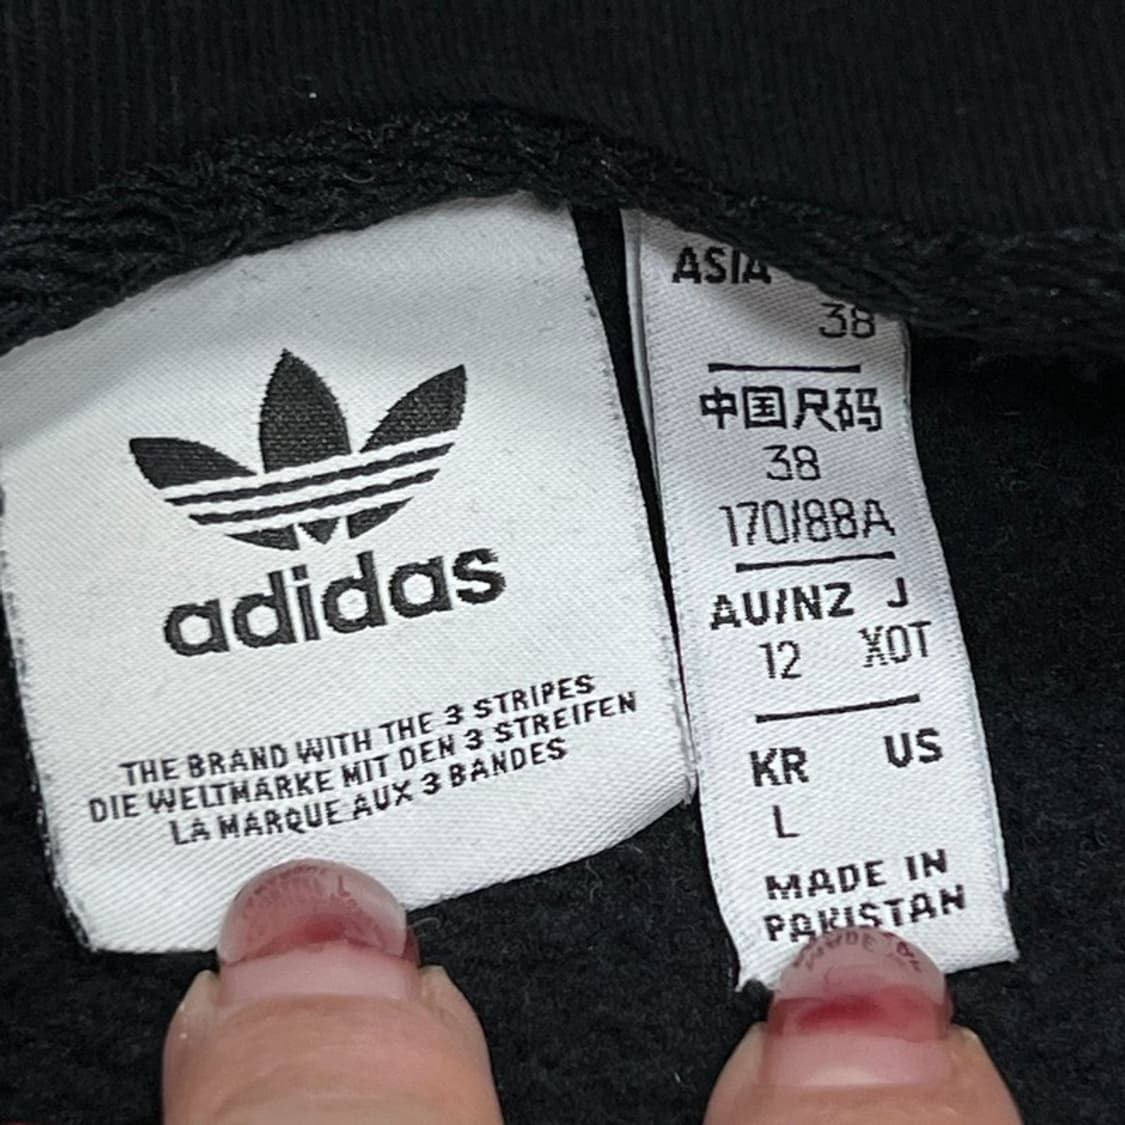 adidas
THE BRAND WITH THE 3 STRIPES
DIE WELTMARKE MIT DEN 3 STREIFEN
LA MARQUE AUX 3 BANDES
ASIA
38
中国尺码
38
170/88A
AU/NZ J
12 XOT
KR US
L
MADE IN
PAKISTAN